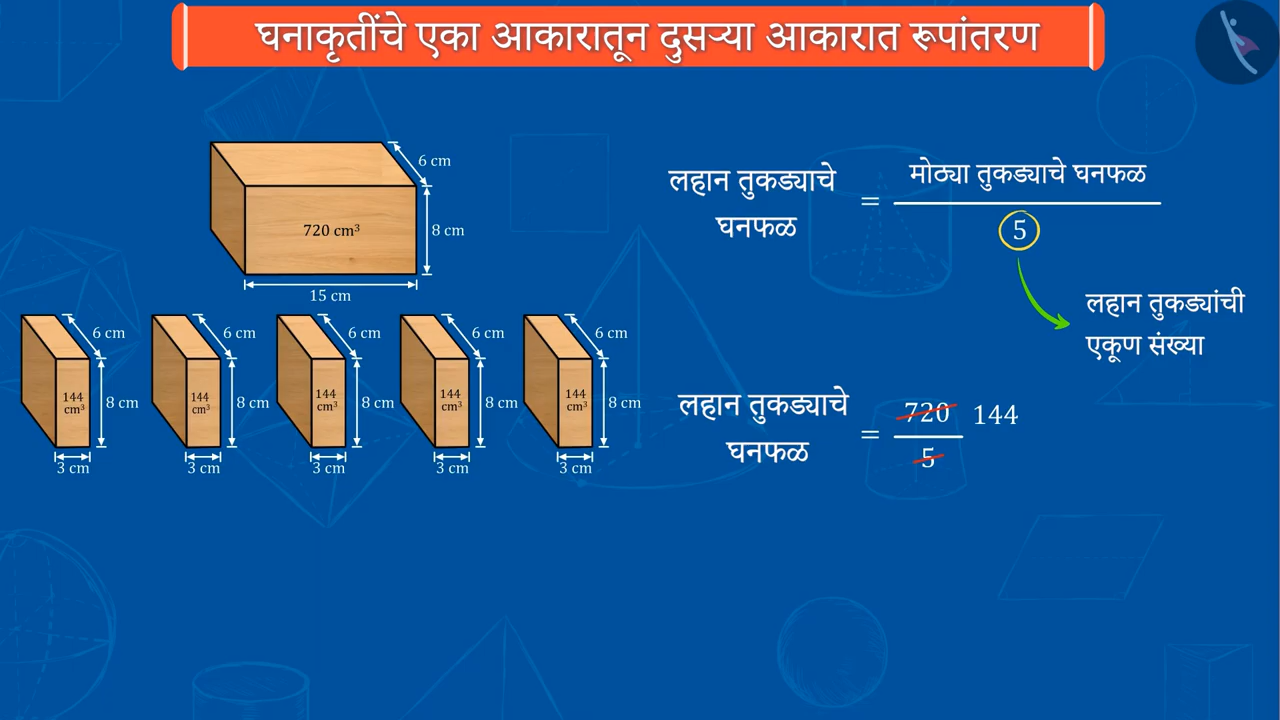 घनाकृतींचे एका आकारातून दुसऱ्या आकारात रूपांतरण
6 cm
720 cm³
8 cm
15 cm
6 cm
6 cm
6 cm
6 cm
6 cm
144
cm³
8 cm
144
cm³
8 cm
144
cm³
8 cm
144
cm³
8 cm
144
cm³
8 cm
3 cm
3 cm
3 cm
3 cm
3 cm
लहान तुकड्याचे
घनफळ
=
मोठ्या तुकड्याचे घनफळ
5
लहान तुकड्यांची
एकूण संख्या
लहान तुकड्याचे
घनफळ
=
720
144
5